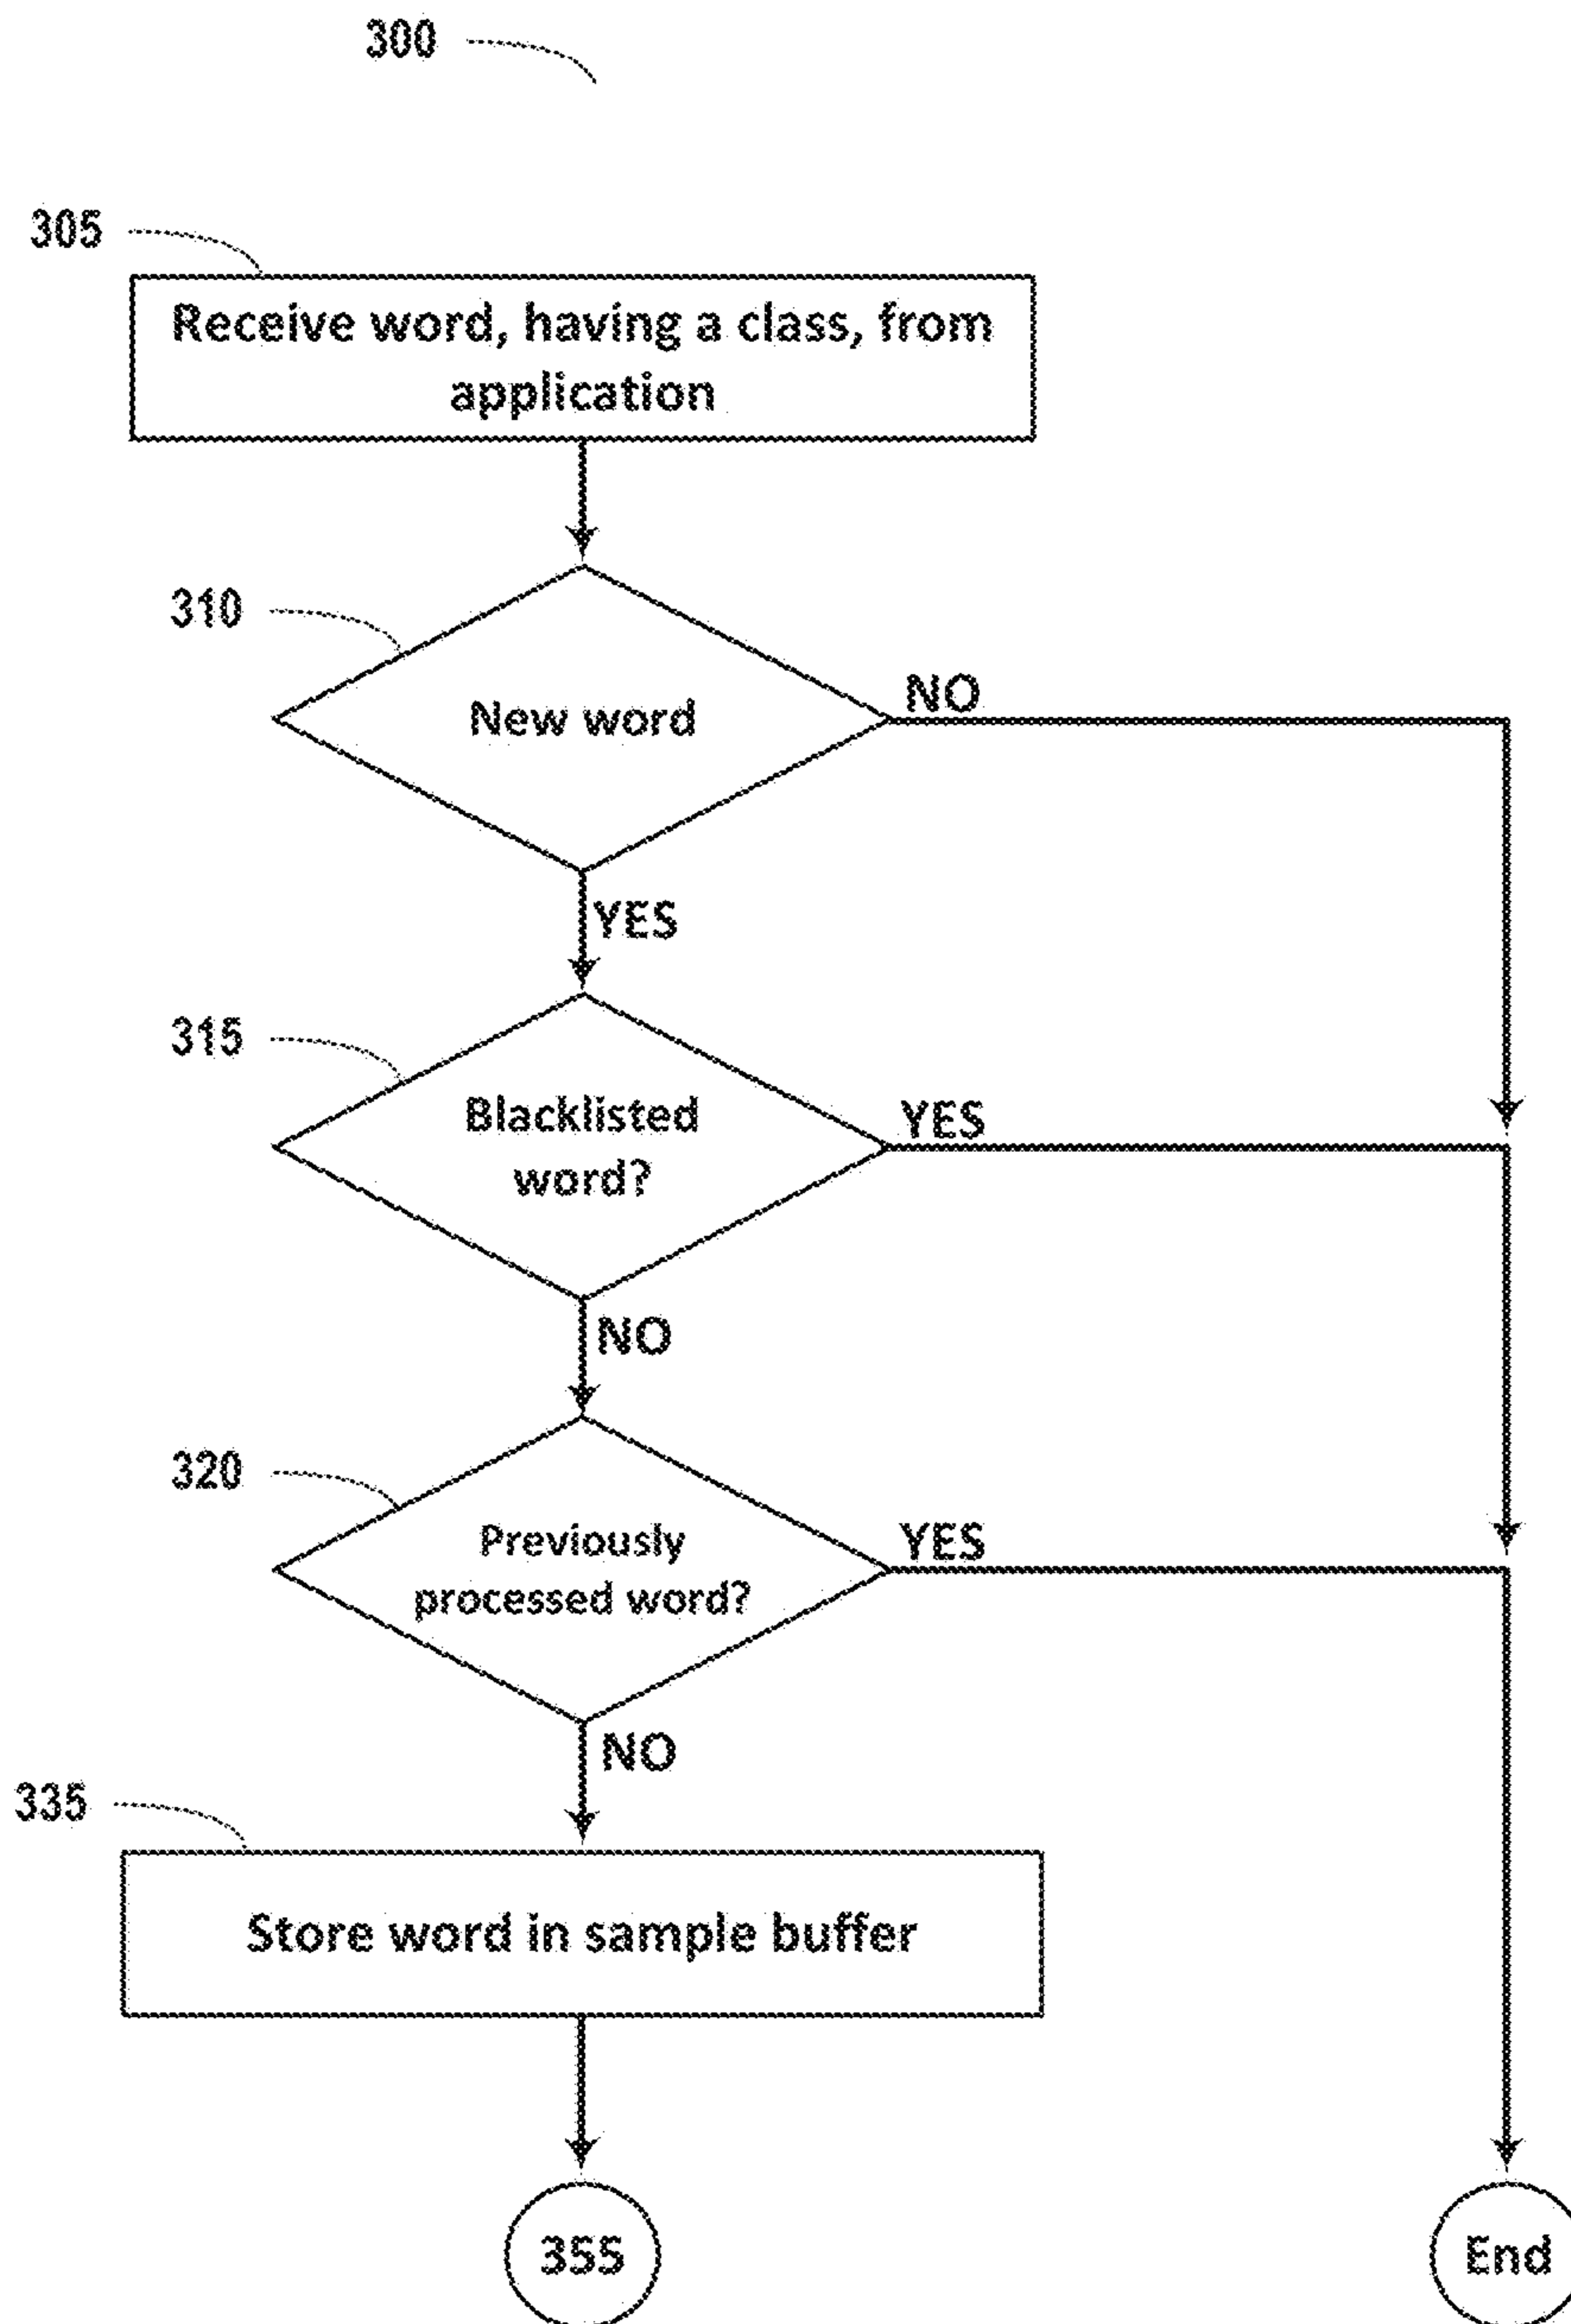 300
305
Receive word, having a class, from
application
310
New word
NO
YES
315
Blacklisted
word?
YES
NO
320
Previously
processed word?
YES
NO
335
Store word in sample buffer
355
End